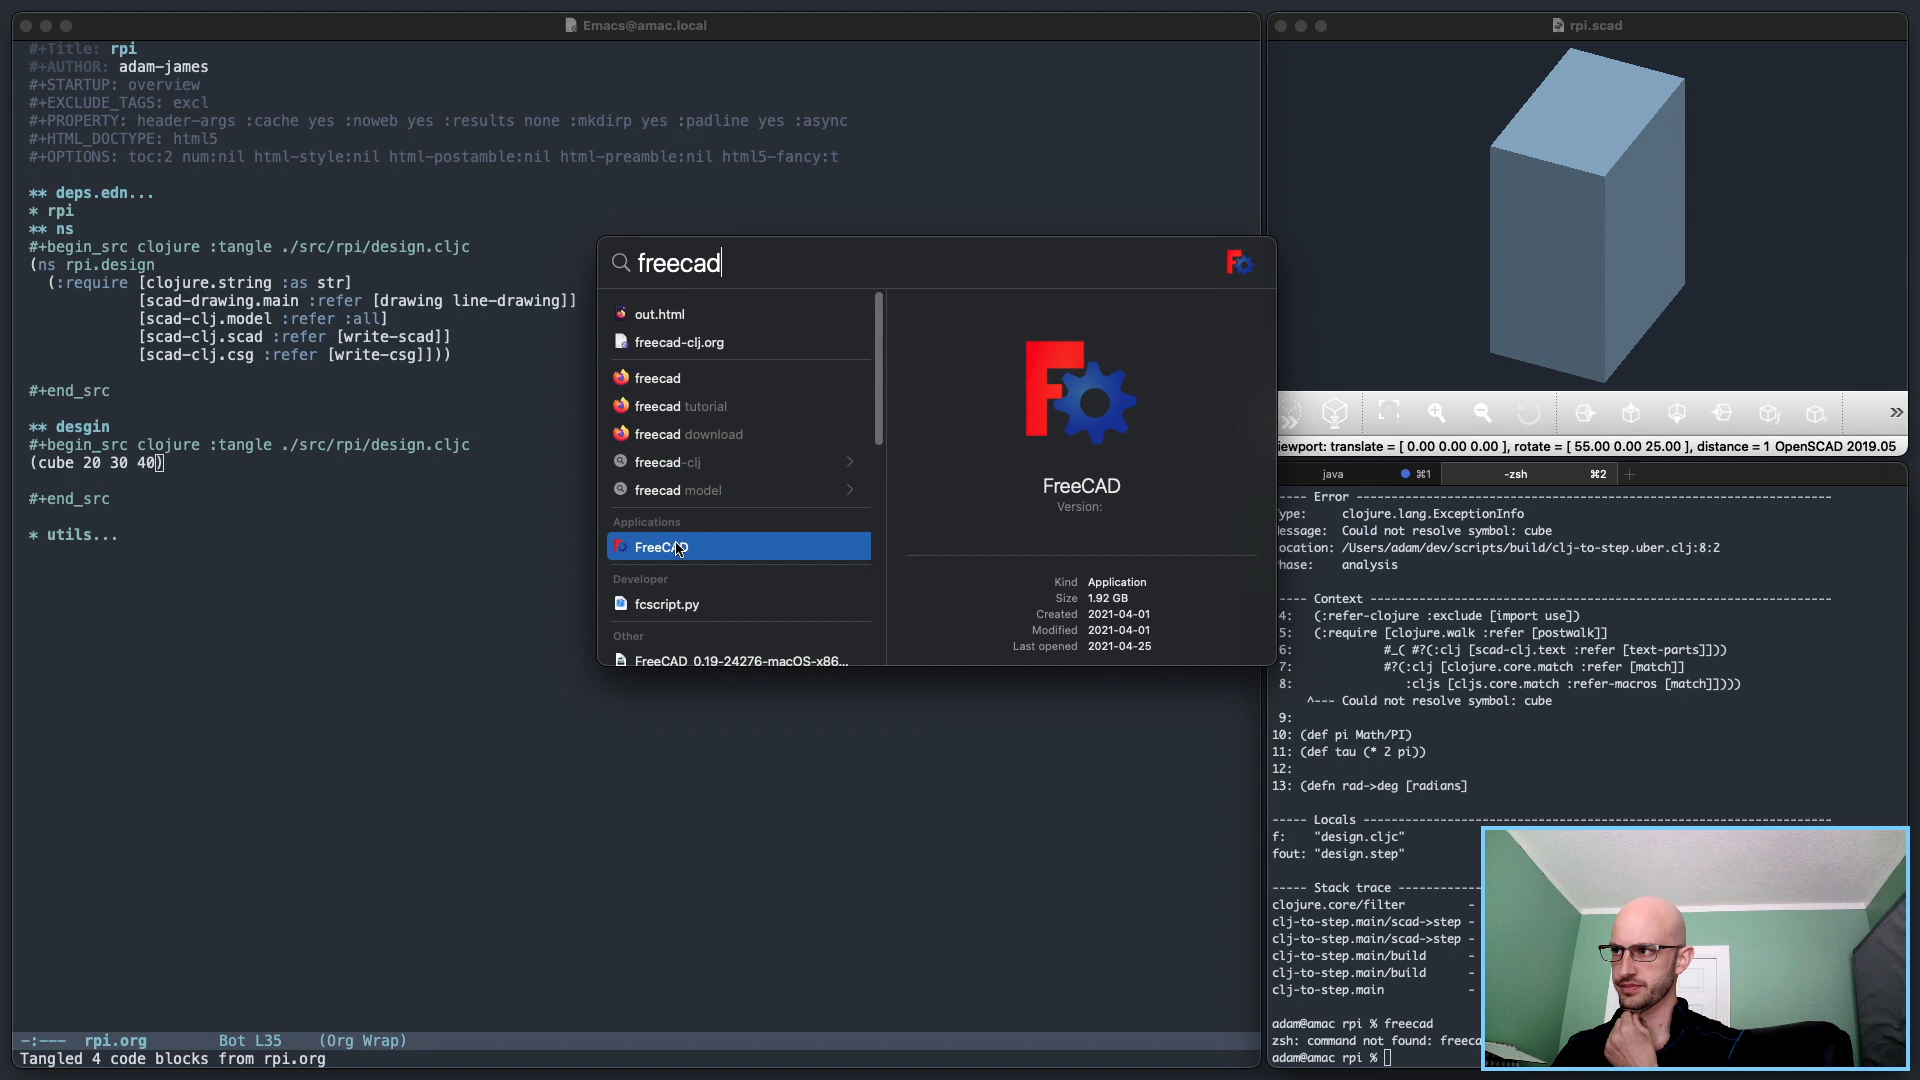 Emacs@amac.local
#+Title: rpi
#+AUTHOR: adam-james
#+STARTUP: overview
#+EXCLUDE_TAGS: excl
#+PROPERTY: header-args :cache yes :noweb yes :results none :mkdirp yes :padline yes :async
#+HTML_DOCTYPE: html5
#+OPTIONS: toc:2 num:nil html-style:nil html-postamble:nil html-preamble:nil html5-fancy:t
** deps.edn...
* rpi
** ns
#+begin_src clojure :tangle ./src/rpi/design.cljc
(ns rpi.design
(:require [clojure.string :as str]
[scad-drawing.main :refer [drawing line-drawing]]
[scad-clj.model :refer :all]
[scad-clj.scad :refer [write-scad]]
[scad-clj.csg :refer [write-csg]]))
#+end_src
** desgin
#+begin_src clojure :tangle ./src/rpi/design.cljc
(cube 20 30 40)
#+end_src
* utils...
-:--- rpi.org Bot L35 (Org Wrap)
Tangled 4 code blocks from rpi.org
freecad
out.html
freecad-clj.org
freecad
freecad tutorial
freecad download
freecad-clj
freecad model
Applications
FreeCAD
Developer
fcscript.py
Other
FreeCAD_0.19-24276-macOS-x86...
FreeCAD
Version:
Kind Application
Size 1.92 GB
Created 2021-04-01
Modified 2021-04-01
Last opened 2021-04-25
rpi.scad
iewport: translate = [ 0.00 0.00 0.00 ], rotate = [ 55.00 0.00 25.00 ], distance = 1 OpenSCAD 2019.05
java ⌘1 -zsh ⌘2 +
---- Error ----
ype: clojure.lang.ExceptionInfo
essage: Could not resolve symbol: cube
ocation: /Users/adam/dev/scripts/build/clj-to-step.uber.clj:8:2
hase: analysis
---- Context ----
4: (:refer-clojure :exclude [import use])
5: (:require [clojure.walk :refer [postwalk]]
6: #_( #?(:clj [scad-clj.text :refer [text-parts]]))
7: #?(:clj [clojure.core.match :refer [match]]
8: :cljs [cljs.core.match :refer-macros [match]])))
^--- Could not resolve symbol: cube
9:
10: (def pi Math/PI)
11: (def tau (* 2 pi))
12:
13: (defn rad->deg [radians]
----- Locals -----
f: "design.cljc"
fout: "design.step"
----- Stack trace -----
clojure.core/filter -
clj-to-step.main/scad->step -
clj-to-step.main/scad->step -
clj-to-step.main/build -
clj-to-step.main/build -
clj-to-step.main -
adam@amac rpi % freecad
zsh: command not found: freeca
adam@amac rpi %